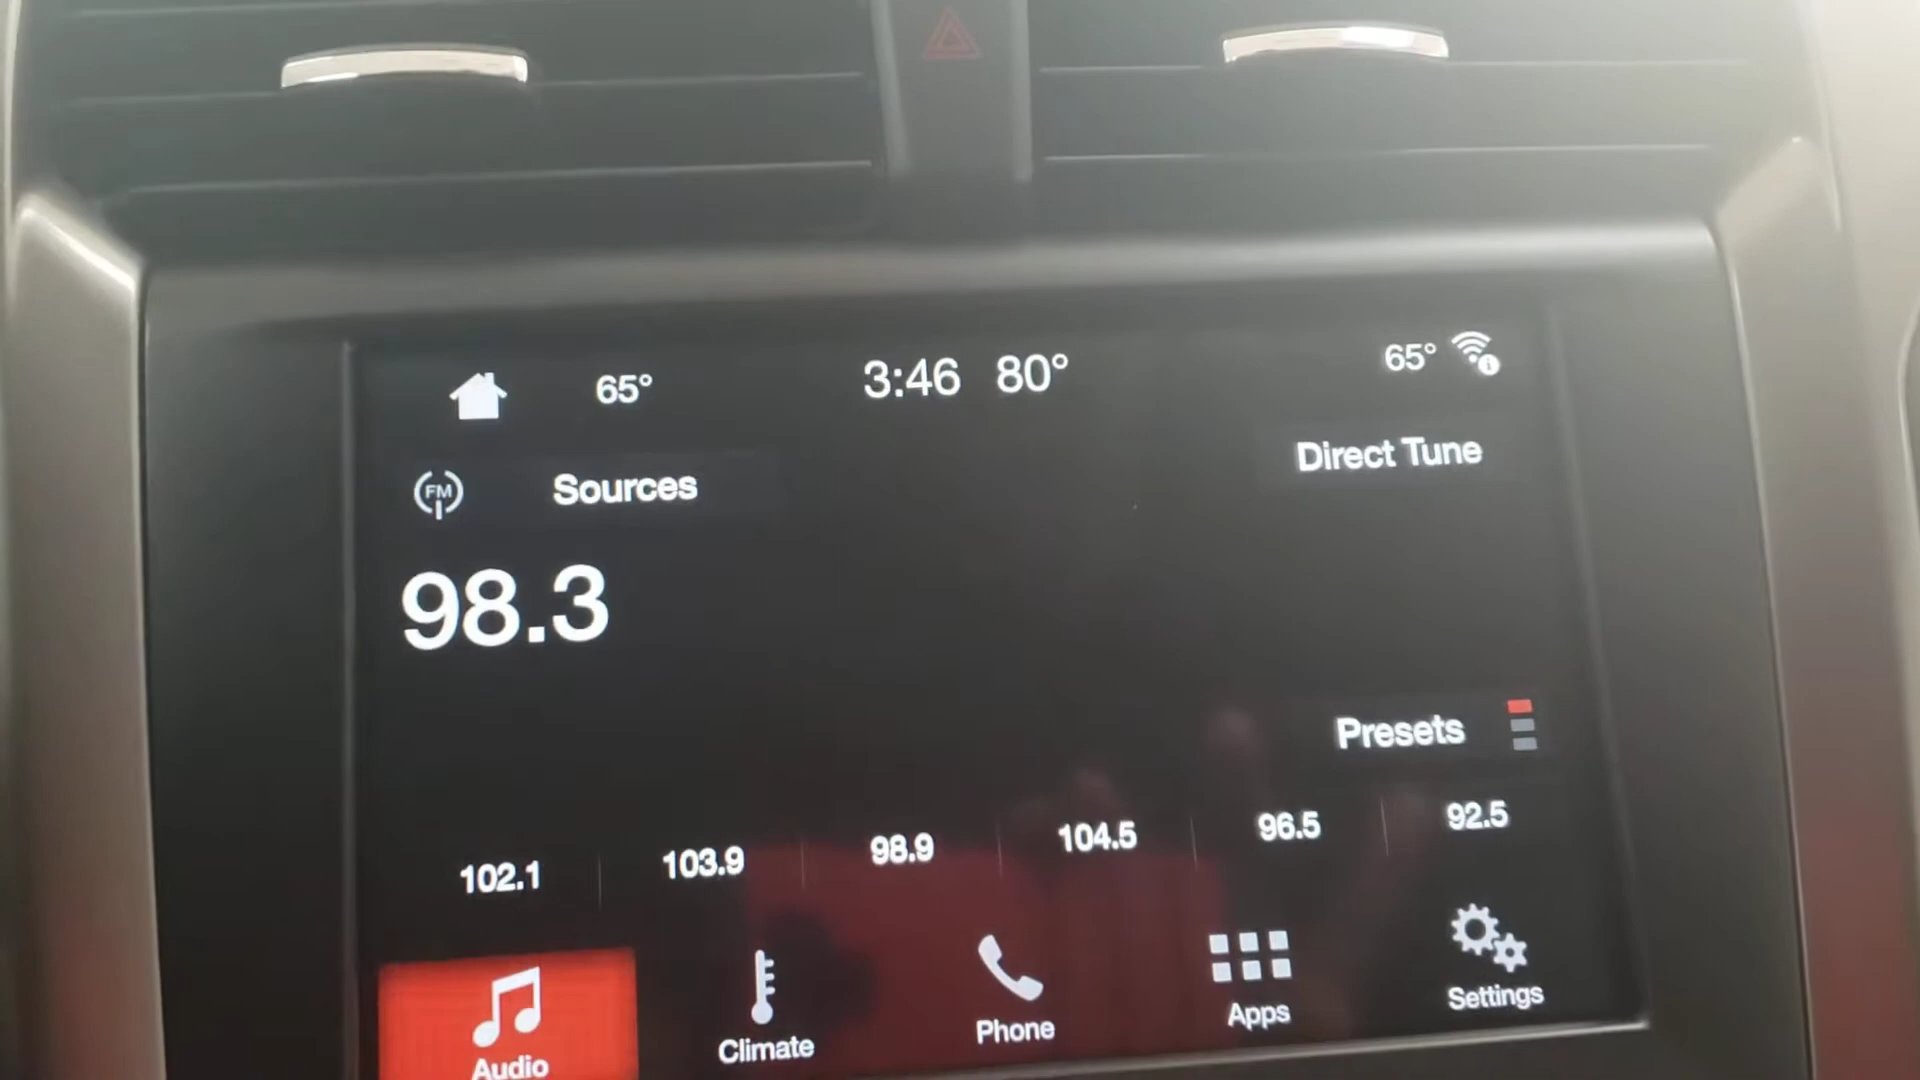 65° 3:46 80° 65°
FM Sources Direct Tune
98.3
Presets
102.1 103.9 98.9 104.5 96.5 92.5
Audio Climate Phone Apps Settings